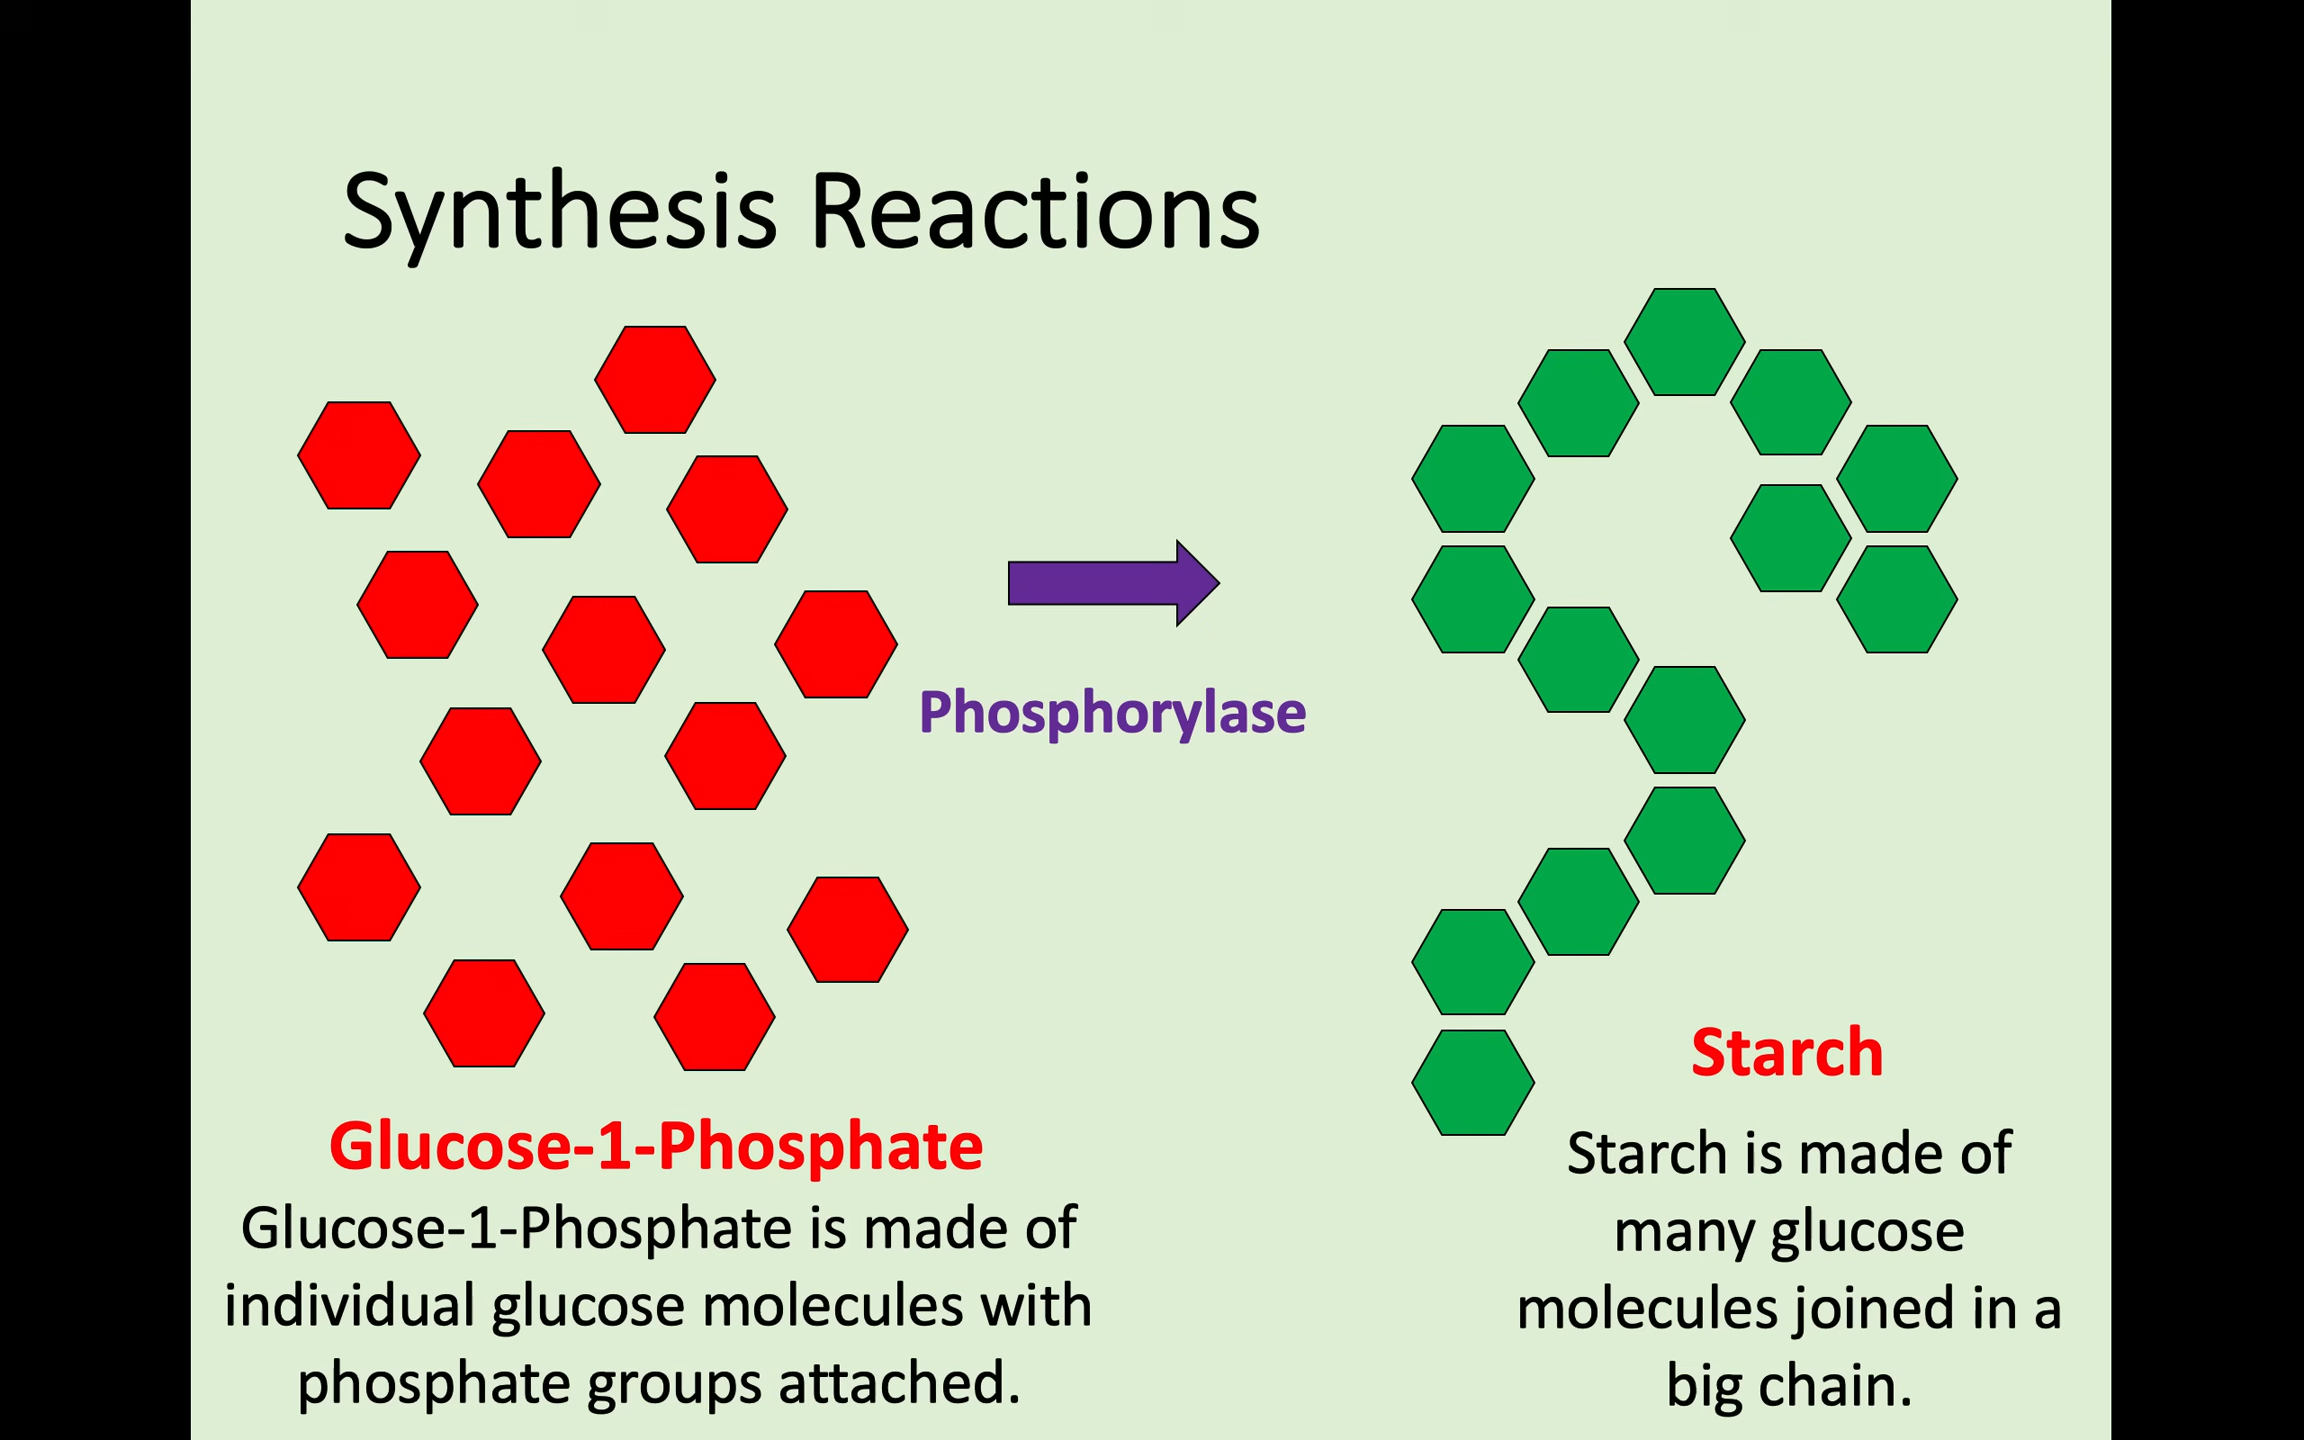 Synthesis Reactions
Phosphorylase
Glucose-1-Phosphate
Glucose-1-Phosphate is made of
individual glucose molecules with
phosphate groups attached.
Starch
Starch is made of
many glucose
molecules joined in a
big chain.